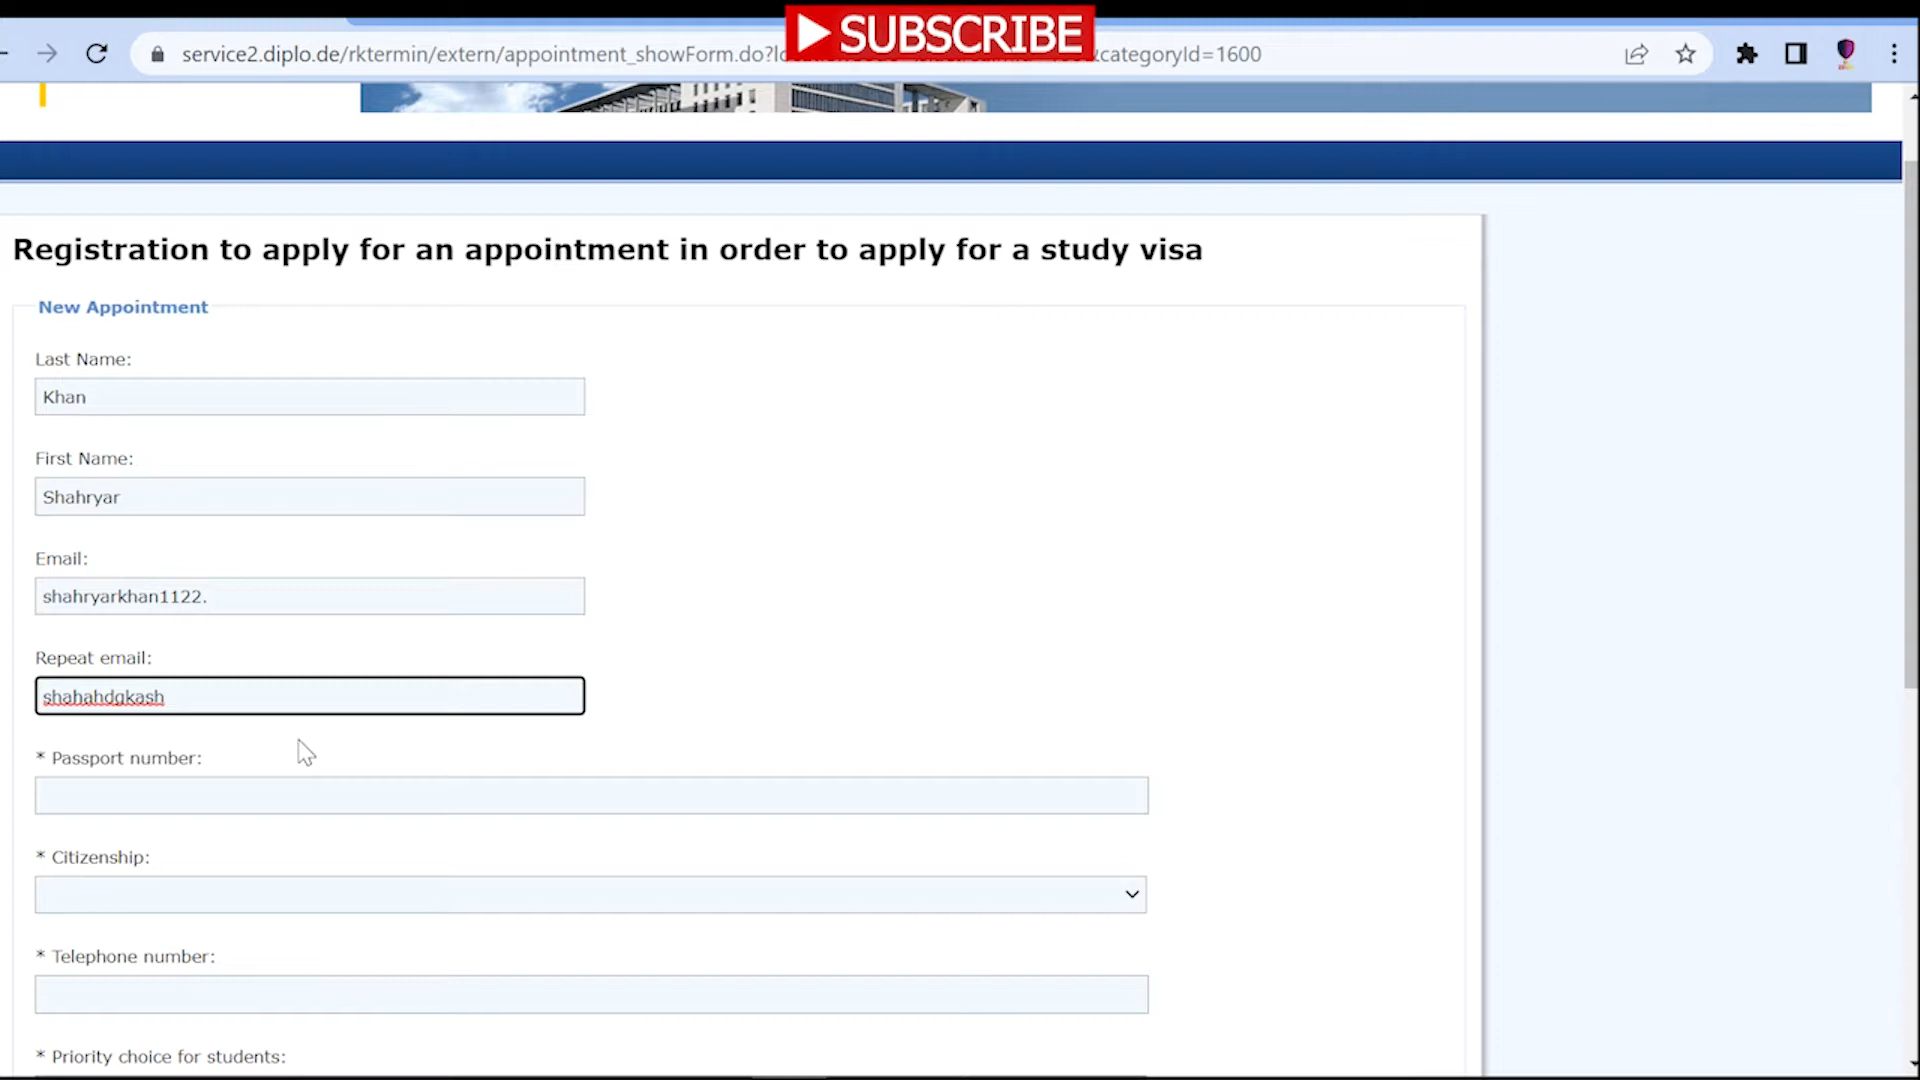 SUBSCRIBE
service2.diplo.de/rktermin/extern/appointment_showForm.do?lo
&categoryId=1600
Registration to apply for an appointment in order to apply for a study visa
New Appointment
Last Name:
Khan
First Name:
Shahryar
Email:
shahryarkhan1122.
Repeat email:
shahahdgkash
* Passport number:
* Citizenship:
* Telephone number:
* Priority choice for students: